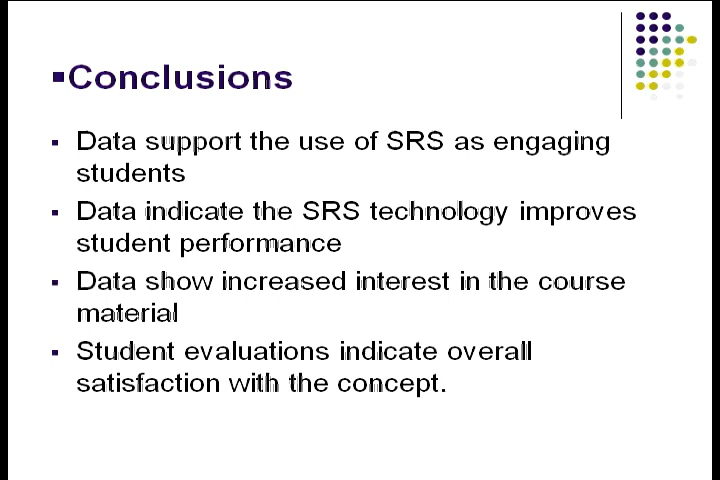 ▪Conclusions
▪ Data support the use of SRS as engaging
students
▪ Data indicate the SRS technology improves
student performance
▪ Data show increased interest in the course
material
▪ Student evaluations indicate overall
satisfaction with the concept.